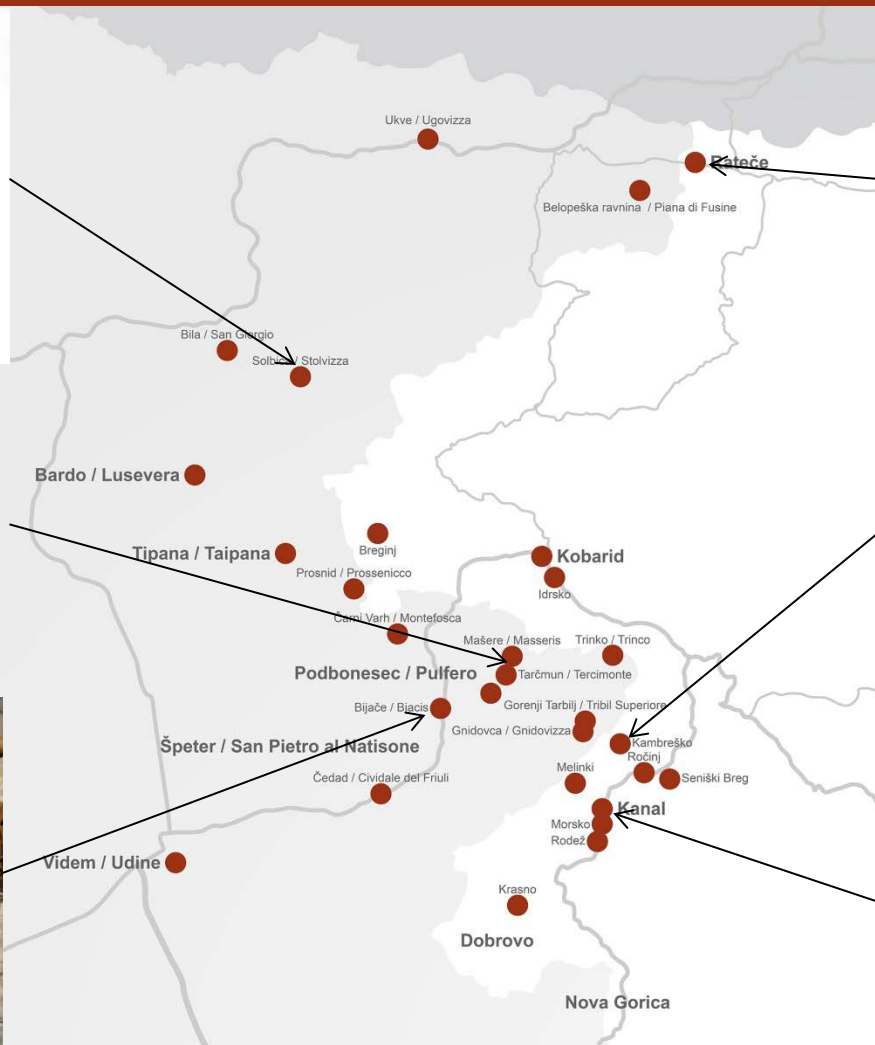 Ukve / Ugovizza
Rateče
Belopeška ravnina / Piana di Fusine
Bila / San Giorgio
Solbica / Stolvizza
Bardo / Lusevera
Breginj
Tipana / Taipana
Kobarid
Prosnid / Prossenicco
Idrsko
Čarni Varh / Montefosca
Mašere / Masseris
Trinko / Trinco
Podbonesec / Pulfero
Tarčmun / Tercimonte
Bijače / Biacis
Gorenji Tarbilj / Tribil Superiore
Gnidovca / Gnidovizza
Špeter / San Pietro al Natisone
Kambreško
Ročinj
Melinki
Seniški Breg
Čedad / Cividale del Friuli
Kanal
Morsko
Rodež
Videm / Udine
Krasno
Dobrovo
Nova Gorica